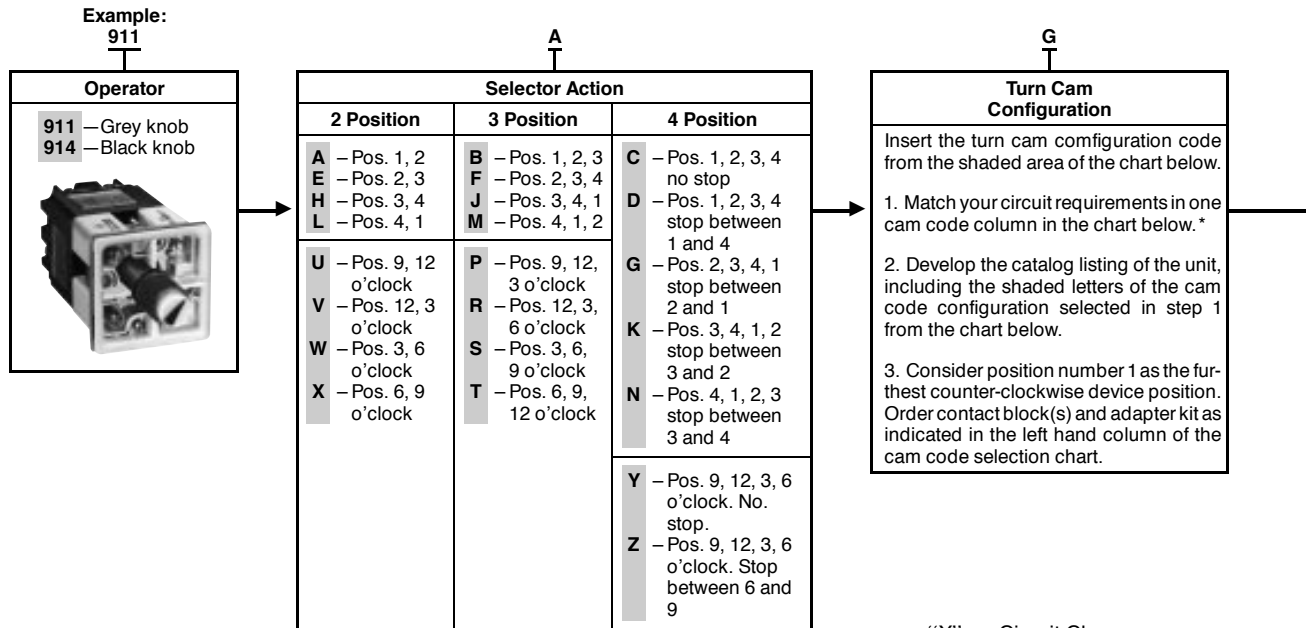 Example:
911
A
G
Operator
911 – Grey knob
914 – Black knob
Selector Action
2 Position
3 Position
4 Position
A – Pos. 1, 2
E – Pos. 2, 3
H – Pos. 3, 4
L – Pos. 4, 1
U – Pos. 9, 12
o'clock
V – Pos. 12, 3
o'clock
W – Pos. 3, 6
o'clock
X – Pos. 6, 9
o'clock
B – Pos. 1, 2, 3
F – Pos. 2, 3, 4
J – Pos. 3, 4, 1
M – Pos. 4, 1, 2
P – Pos. 9, 12,
3 o'clock
R – Pos. 12, 3,
6 o'clock
S – Pos. 3, 6,
9 o'clock
T – Pos. 6, 9,
12 o'clock
C – Pos. 1, 2, 3, 4
no stop
D – Pos. 1, 2, 3, 4
stop between
1 and 4
G – Pos. 2, 3, 4, 1
stop between
2 and 1
K – Pos. 3, 4, 1, 2
stop between
3 and 2
N – Pos. 4, 1, 2, 3
stop between
3 and 4
Y – Pos. 9, 12, 3, 6
o'clock. No.
stop.
Z – Pos. 9, 12, 3, 6
o'clock. Stop
between 6 and
9
Turn Cam
Configuration
Insert the turn cam comfiguration code
from the shaded area of the chart below.
1. Match your circuit requirements in one
cam code column in the chart below. *
2. Develop the catalog listing of the unit,
including the shaded letters of the cam
code configuration selected in step 1
from the chart below.
3. Consider position number 1 as the fur-
thest counter-clockwise device position.
Order contact block(s) and adapter kit as
indicated in the left hand column of the
cam code selection chart.